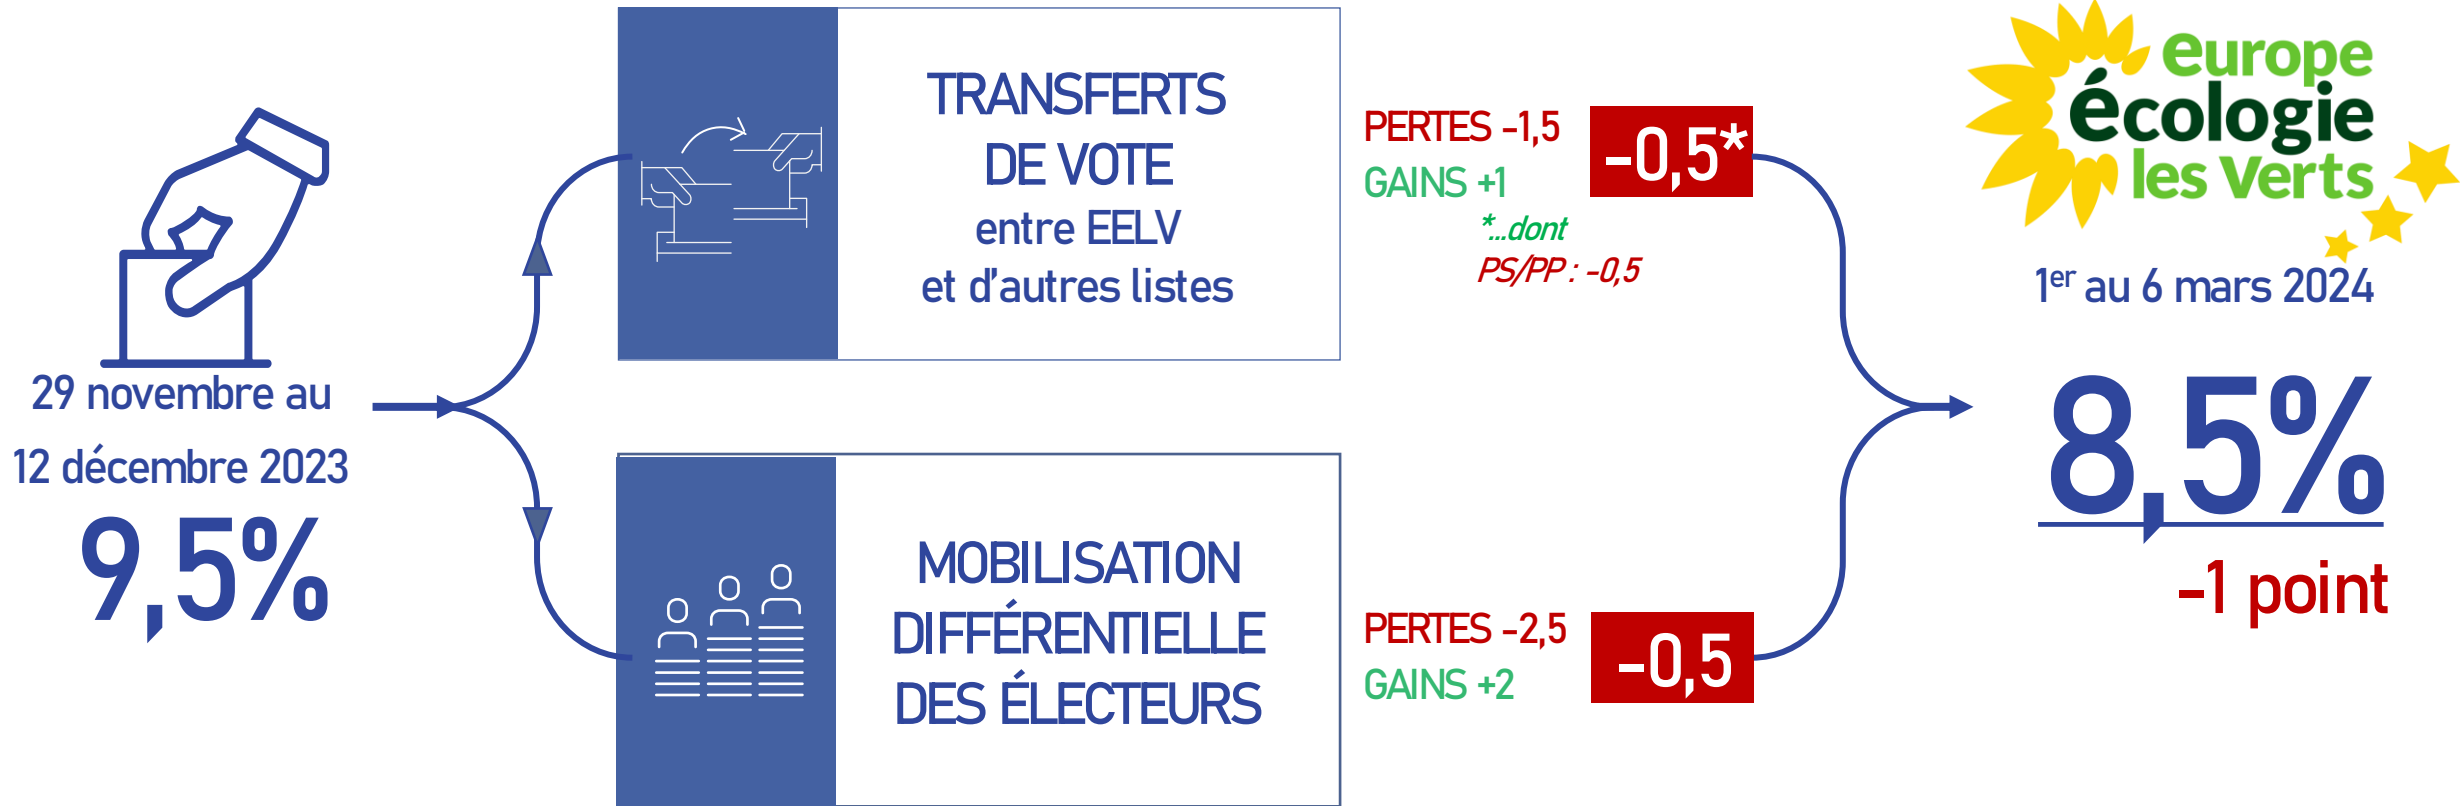 29 novembre au
12 décembre 2023
9,5%
TRANSFERTS
DE VOTE
entre EELV
et d'autres listes
PERTES -1,5
GAINS +1
-0,5*
*...dont
PS/PP : -0,5
MOBILISATION
DIFFÉRENTIELLE
DES ÉLECTEURS
PERTES -2,5
GAINS +2
-0,5
europe
écologie
les verts
1er au 6 mars 2024
8,5%
-1 point